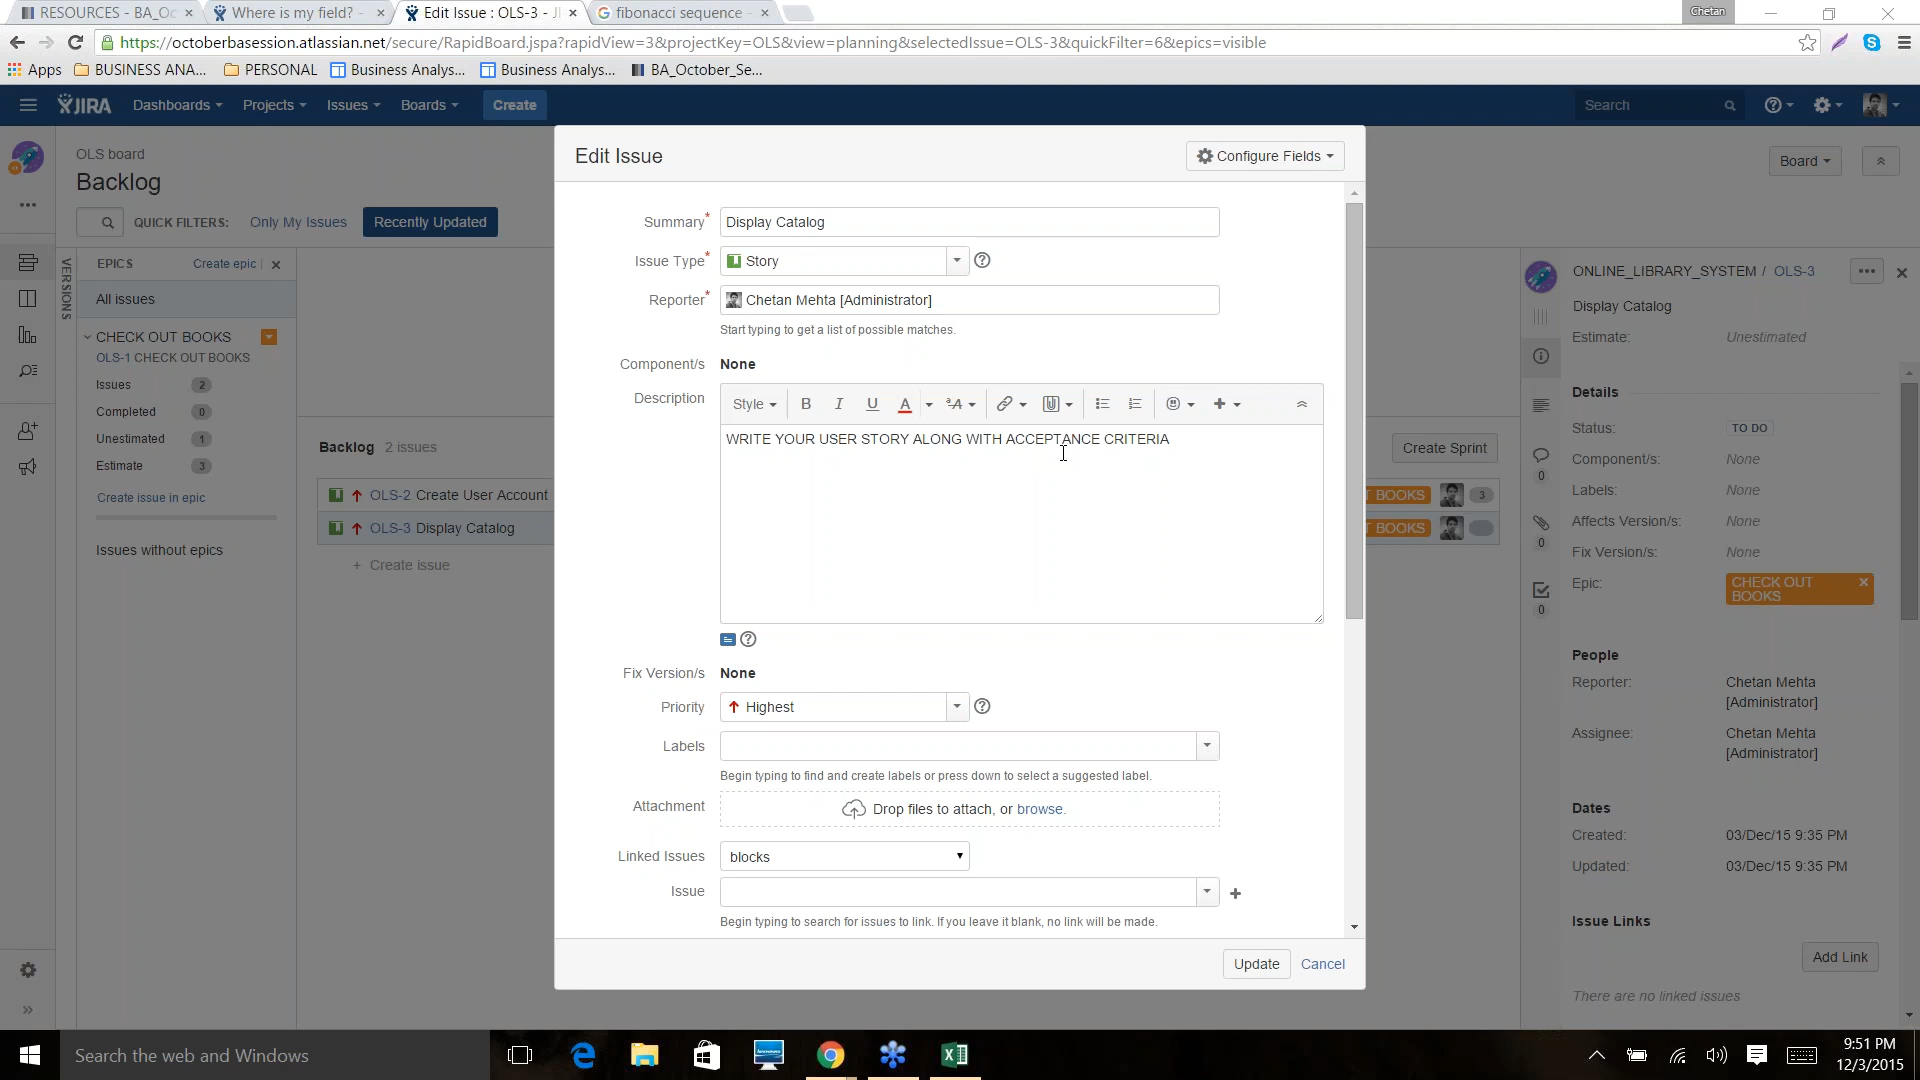 RESOURCES - BA_Oc
Where is my field? -
Edit Issue : OLS-3 - JI
fibonacci sequence -
Chetan
https://octoberbasession.atlassian.net/secure/RapidBoard.jspa?rapidView=3&projectKey=OLS&view=planning&selectedIssue=OLS-3&quickFilter=6&epics=visible
Apps
BUSINESS ANA...
PERSONAL
Business Analys...
Business Analys...
BA_October_Se...
JIRA
Dashboards
Projects
Issues
Boards
Create
Search
OLS board
Backlog
Board
QUICK FILTERS:
Only My Issues
Recently Updated
VERSIONS
EPICS
Create epic
All issues
CHECK OUT BOOKS
OLS-1 CHECK OUT BOOKS
Issues 2
Completed 0
Unestimated 1
Estimate 3
Create issue in epic
Issues without epics
Backlog 2 issues
Create Sprint
OLS-2 Create User Account
T BOOKS 3
OLS-3 Display Catalog
T BOOKS
+ Create issue
Edit Issue
Configure Fields
Summary* Display Catalog
Issue Type* Story
Reporter* Chetan Mehta [Administrator]
Start typing to get a list of possible matches.
Component/s None
Description
Style B I U A
WRITE YOUR USER STORY ALONG WITH ACCEPTANCE CRITERIA
Fix Version/s None
Priority Highest
Labels
Begin typing to find and create labels or press down to select a suggested label.
Attachment Drop files to attach, or browse.
Linked Issues blocks
Issue
Begin typing to search for issues to link. If you leave it blank, no link will be made.
Update Cancel
ONLINE_LIBRARY_SYSTEM / OLS-3
Display Catalog
Estimate: Unestimated
Details
Status: TO DO
Component/s: None
Labels: None
Affects Version/s: None
Fix Version/s: None
Epic: CHECK OUT
BOOKS
0
0
0
People
Reporter: Chetan Mehta
[Administrator]
Assignee: Chetan Mehta
[Administrator]
Dates
Created: 03/Dec/15 9:35 PM
Updated: 03/Dec/15 9:35 PM
Issue Links
Add Link
There are no linked issues
Search the web and Windows
9:51 PM
12/3/2015